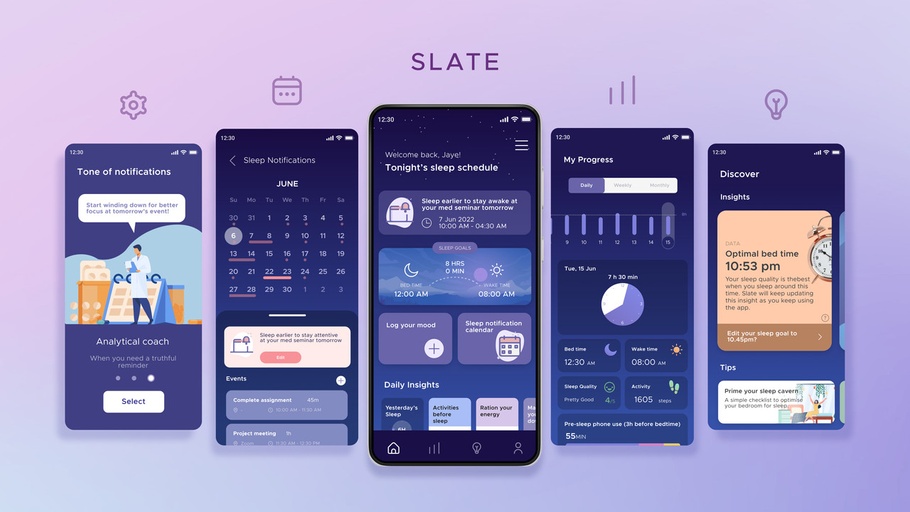 SLATE
12:30
Tone of notifications
Start winding down for better
focus at tomorrow's event!
Analytical coach
When you need a truthful
reminder
Select
12:30
Sleep Notifications
JUNE
Su Mo Tu We Th Fr Sa
30 31 1 2 3 4 5
6 7 8 9 10 11 12
13 14 15 16 17 18 19
20 21 22 23 24 25 26
27 28 29 30 1 2 3
Sleep earlier to stay attentive
at your med seminar tomorrow
Edit
Events
Complete assignment 45m
10:00 AM - 11:00 AM
Project meeting 1h
Zoom
12:30
Welcome back, Jaye!
Tonight's sleep schedule
Sleep earlier to stay awake at
your med seminar tomorrow
7 Jun 2022
10:00 AM - 04:30 AM
SLEEP GOALS
8 HRS
0 MIN
BED TIME
WAKE TIME
12:00 AM
08:00 AM
Log your mood
Sleep notification
calendar
Daily Insights
Yesterday's
Sleep
Activities
before
sleep
Ration your
energy
12:30
My Progress
Daily Weekly Monthly
9 10 11 12 13 14 15
Tue, 15 Jun
7 h 30 min
Bed time
12:30 AM
Wake time
08:00 AM
Sleep Quality
Pretty Good 4/5
Activity
1605 steps
Pre-sleep phone use (3h before bedtime)
55MIN
12:30
Discover
Insights
DATA
Optimal bed time
10:53 pm
Your sleep quality is thebest
when you sleep around this
time. Slate will keep updating
this insight as you keep using
the app.
Edit your sleep goal to
10.45pm?
Tips
Prime your sleep cavern
A simple checklist to optimise
your bedroom for sleep